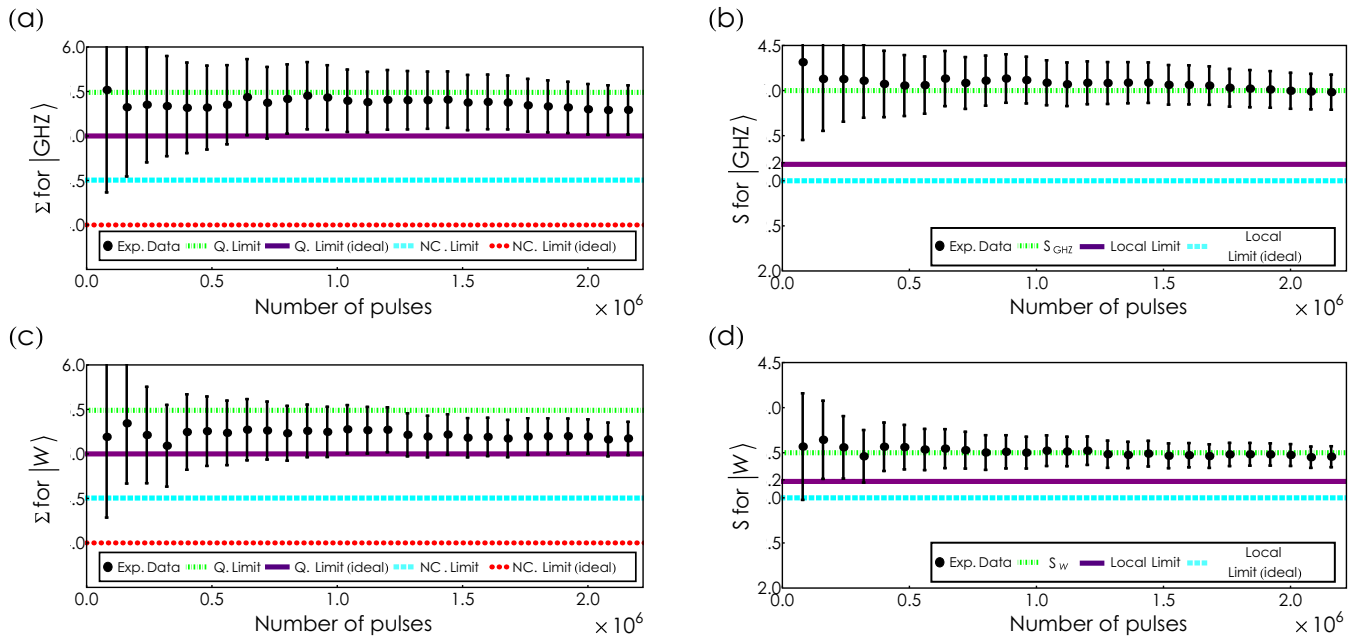 (a)
6.0
.5
.0
.5
.0
Σ for |GHZ⟩
Exp. Data Q. Limit Q. Limit (ideal) NC. Limit NC. Limit (ideal)
0.0 0.5 1.0 1.5 2.0
Number of pulses × 10^6
(b)
4.5
.0
.5
.2
.0
.5
2.0
S for |GHZ⟩
Exp. Data S_GHZ Local Limit Local Limit (ideal)
0.5 1.0 1.5 2.0
Number of pulses × 10^6
(c)
6.0
.5
.0
.5
.0
Σ for |W⟩
Exp. Data Q. Limit Q. Limit (ideal) NC. Limit NC. Limit (ideal)
0.0 0.5 1.0 1.5 2.0
Number of pulses × 10^6
(d)
4.5
.0
.5
.2
.0
.5
2.0
S for |W⟩
Exp. Data S_W Local Limit Local Limit (ideal)
0.0 0.5 1.0 1.5 2.0
Number of pulses × 10^6